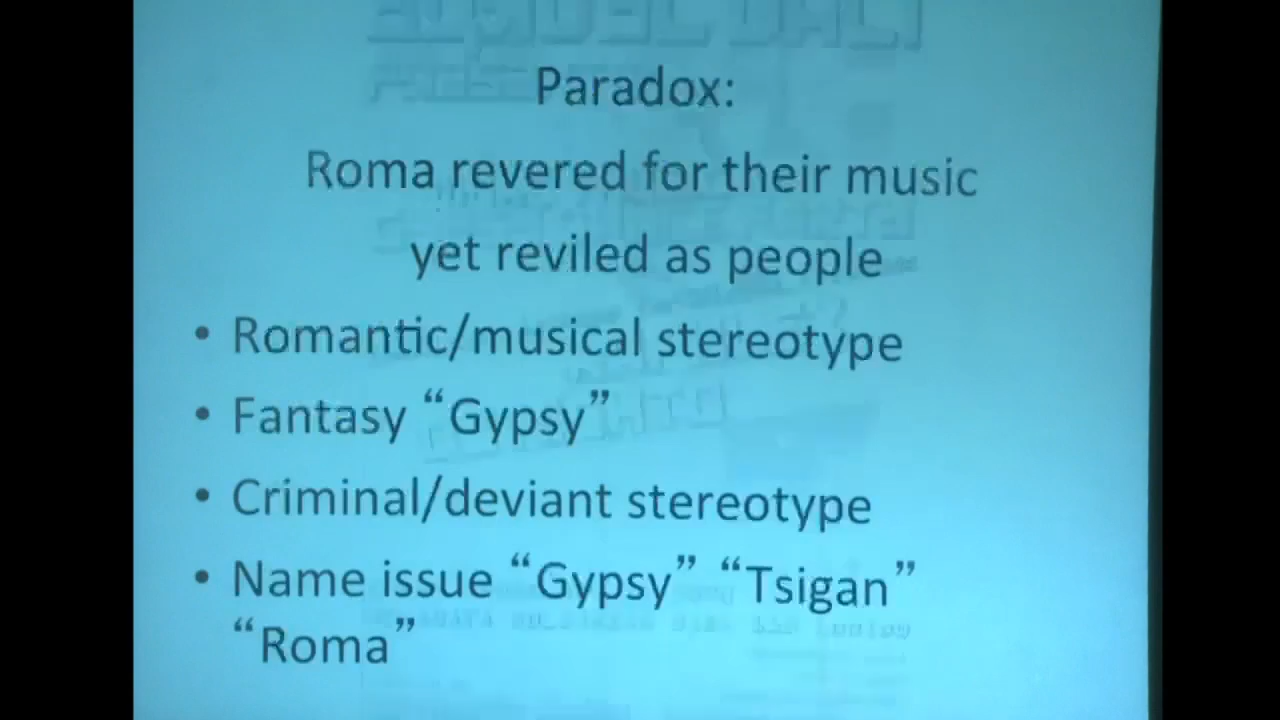 Paradox:
Roma revered for their music
yet reviled as people
• Romantic/musical stereotype
• Fantasy “Gypsy”
• Criminal/deviant stereotype
• Name issue “Gypsy” “Tsigan”
“Roma”